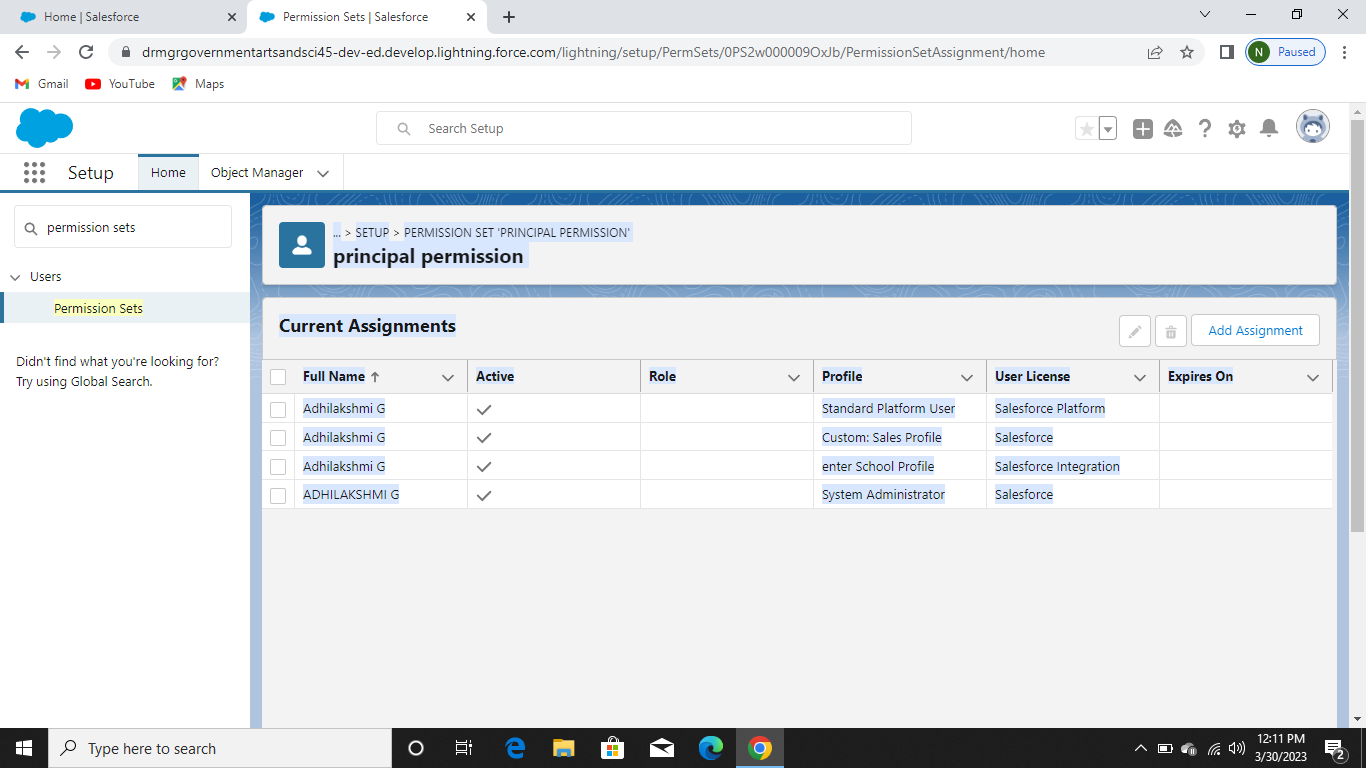 Home | Salesforce
Permission Sets | Salesforce
drmgrgovernmentartsandsci45-dev-ed.develop.lightning.force.com/lightning/setup/PermSets/0PS2w000009OxJb/PermissionSetAssignment/home
N Paused
Gmail YouTube Maps
Search Setup
Setup Home Object Manager
permission sets
Users
Permission Sets
Didn't find what you're looking for?
Try using Global Search.
... > SETUP > PERMISSION SET 'PRINCIPAL PERMISSION'
principal permission
Current Assignments
Add Assignment
Full Name Active Role Profile User License Expires On
Adhilakshmi G Standard Platform User Salesforce Platform
Adhilakshmi G Custom: Sales Profile Salesforce
Adhilakshmi G enter School Profile Salesforce Integration
ADHILAKSHMI G System Administrator Salesforce
Type here to search
12:11 PM
3/30/2023
2